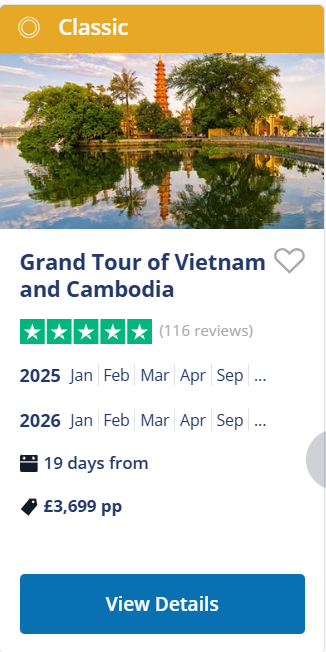 Classic
Grand Tour of Vietnam
and Cambodia
(116 reviews)
2025 Jan Feb Mar Apr Sep ...
2026 Jan Feb Mar Apr Sep ...
19 days from
£3,699 pp
View Details